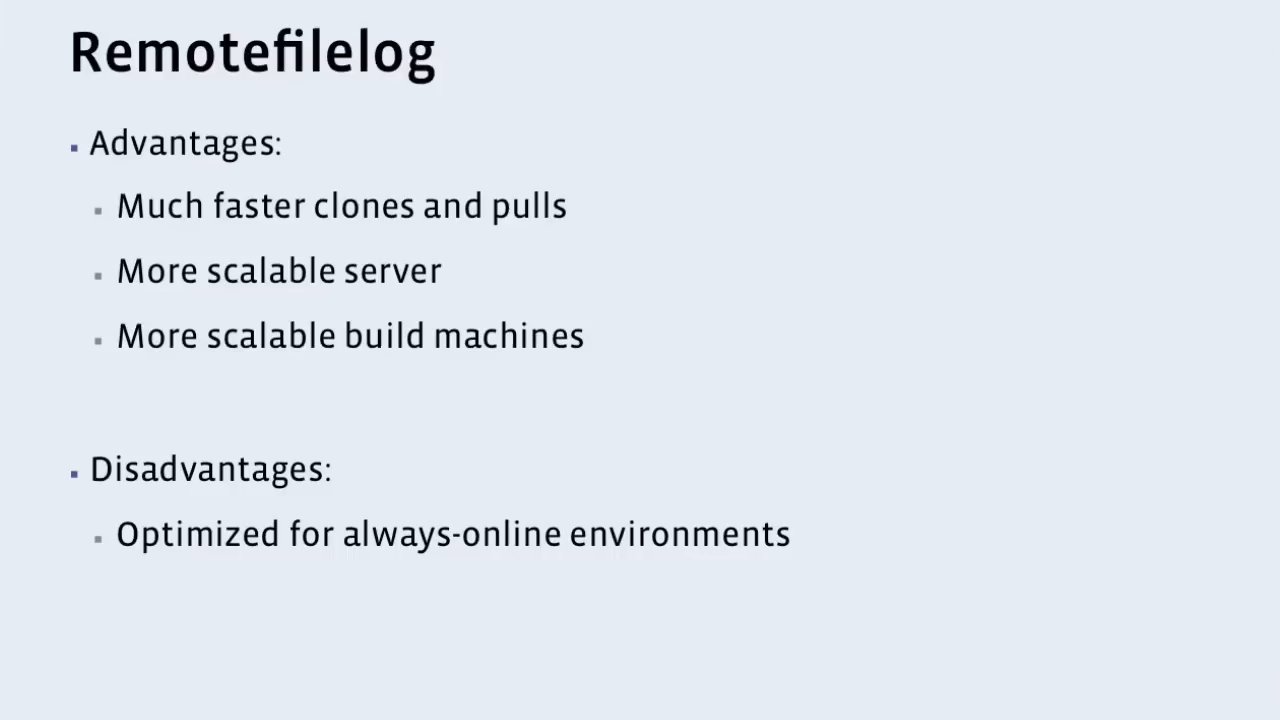 Remotefilelog
Advantages:
Much faster clones and pulls
More scalable server
More scalable build machines
Disadvantages:
Optimized for always-online environments